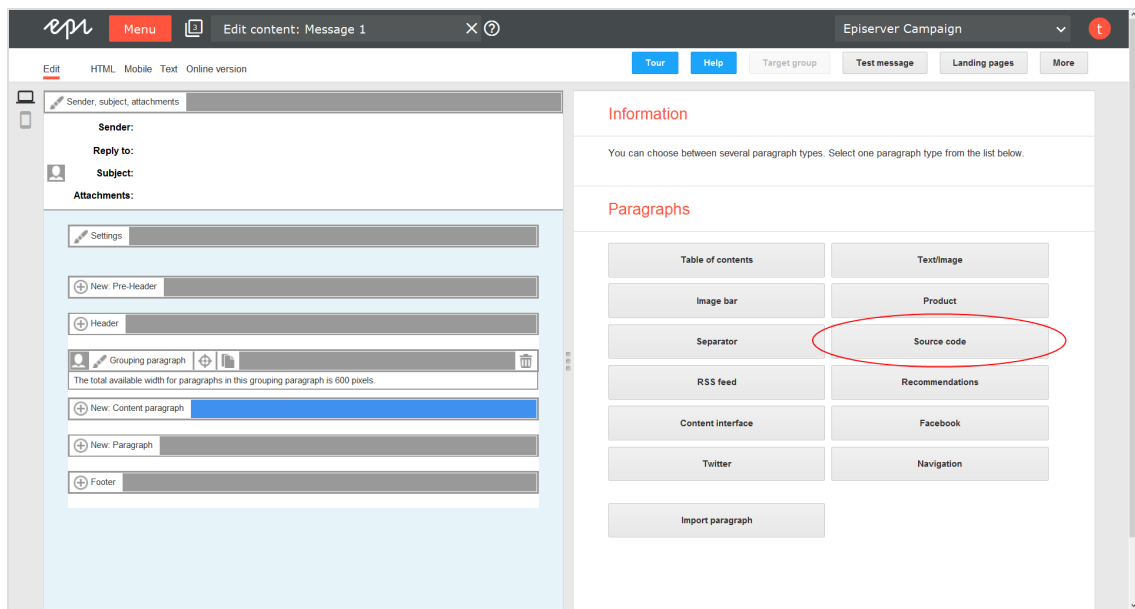 epi Menu 3 Edit content: Message 1 Episerver Campaign t
Edit HTML Mobile Text Online version Tour Help Target group Test message Landing pages More
Sender, subject, attachments
Sender:
Reply to:
Subject:
Attachments:
Settings
New: Pre-Header
Header
Grouping paragraph
The total available width for paragraphs in this grouping paragraph is 600 pixels.
New: Content paragraph
New: Paragraph
Footer
Information
You can choose between several paragraph types. Select one paragraph type from the list below.
Paragraphs
Table of contents Text/Image
Image bar Product
Separator Source code
RSS feed Recommendations
Content interface Facebook
Twitter Navigation
Import paragraph